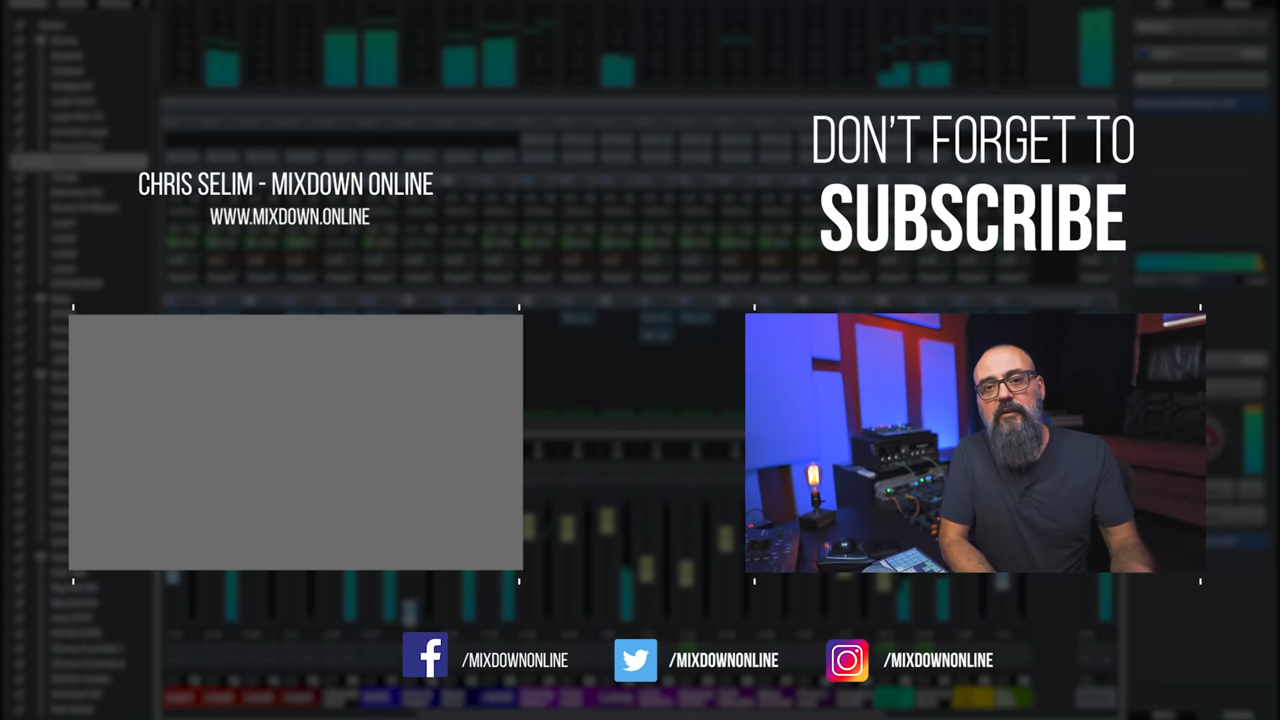 DON'T FORGET TO
SUBSCRIBE
CHRIS SELIM - MIXDOWN ONLINE
WWW.MIXDOWN.ONLINE
/MIXDOWNONLINE
/MIXDOWNONLINE
/MIXDOWNONLINE